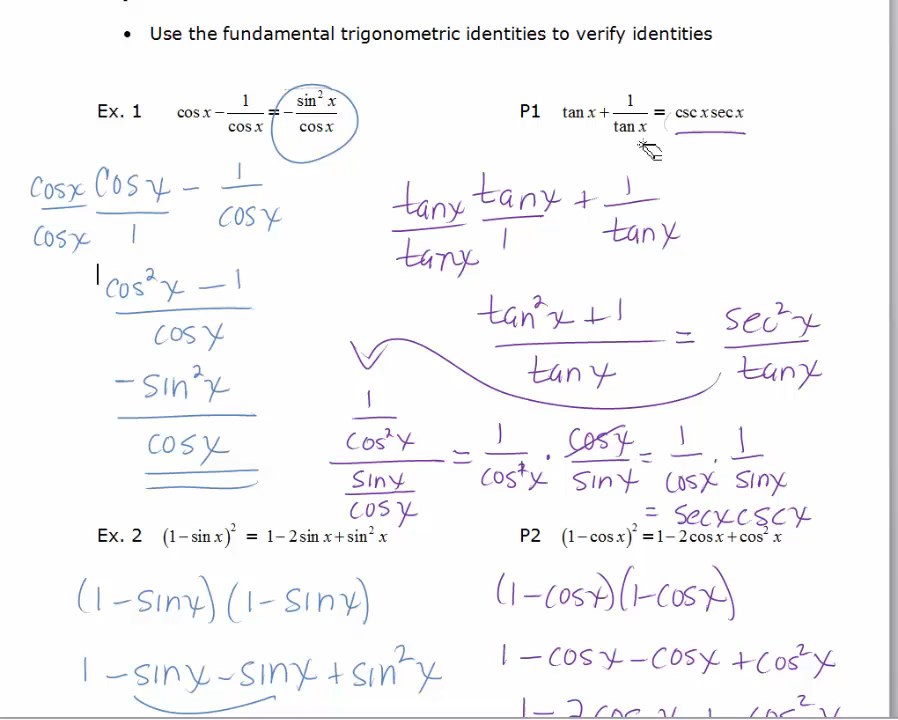 • Use the fundamental trigonometric identities to verify identities
Ex. 1 cos x − 1/cos x = − sin² x/cos x
cosx/cosx cosx/1 − 1/cosx
cos²x − 1/cosx
−sin²x/cosx
P1 tan x + 1/tan x = csc x sec x
tanx/tanx tanx/1 + 1/tanx
tan²x + 1/tanx = sec²x/tanx
1/cos²x/sinx/cosx = 1/cos²x · cosx/sinx = 1/cosx · 1/sinx
= secxcscx
Ex. 2 (1−sin x)² = 1−2sin x+sin² x
(1−sinx)(1−sinx)
1−sinx−sinx+sin²x
P2 (1−cos x)² =1−2cos x+cos² x
(1−cosx)(1−cosx)
1−cosx−cosx+cos²x